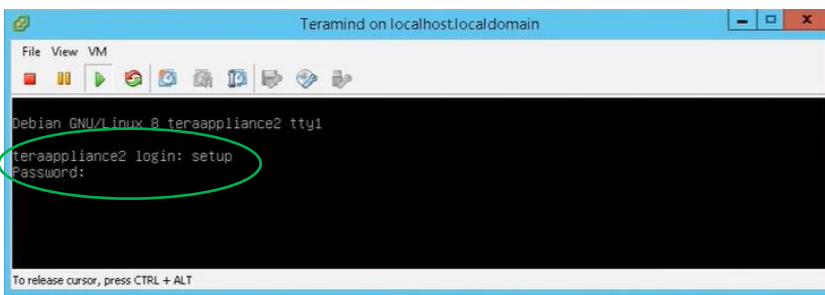 Teramind on localhost.localdomain
File View VM
Debian GNU/Linux 8 teraappliance2 tty1
teraappliance2 login: setup
Password:
To release cursor, press CTRL + ALT